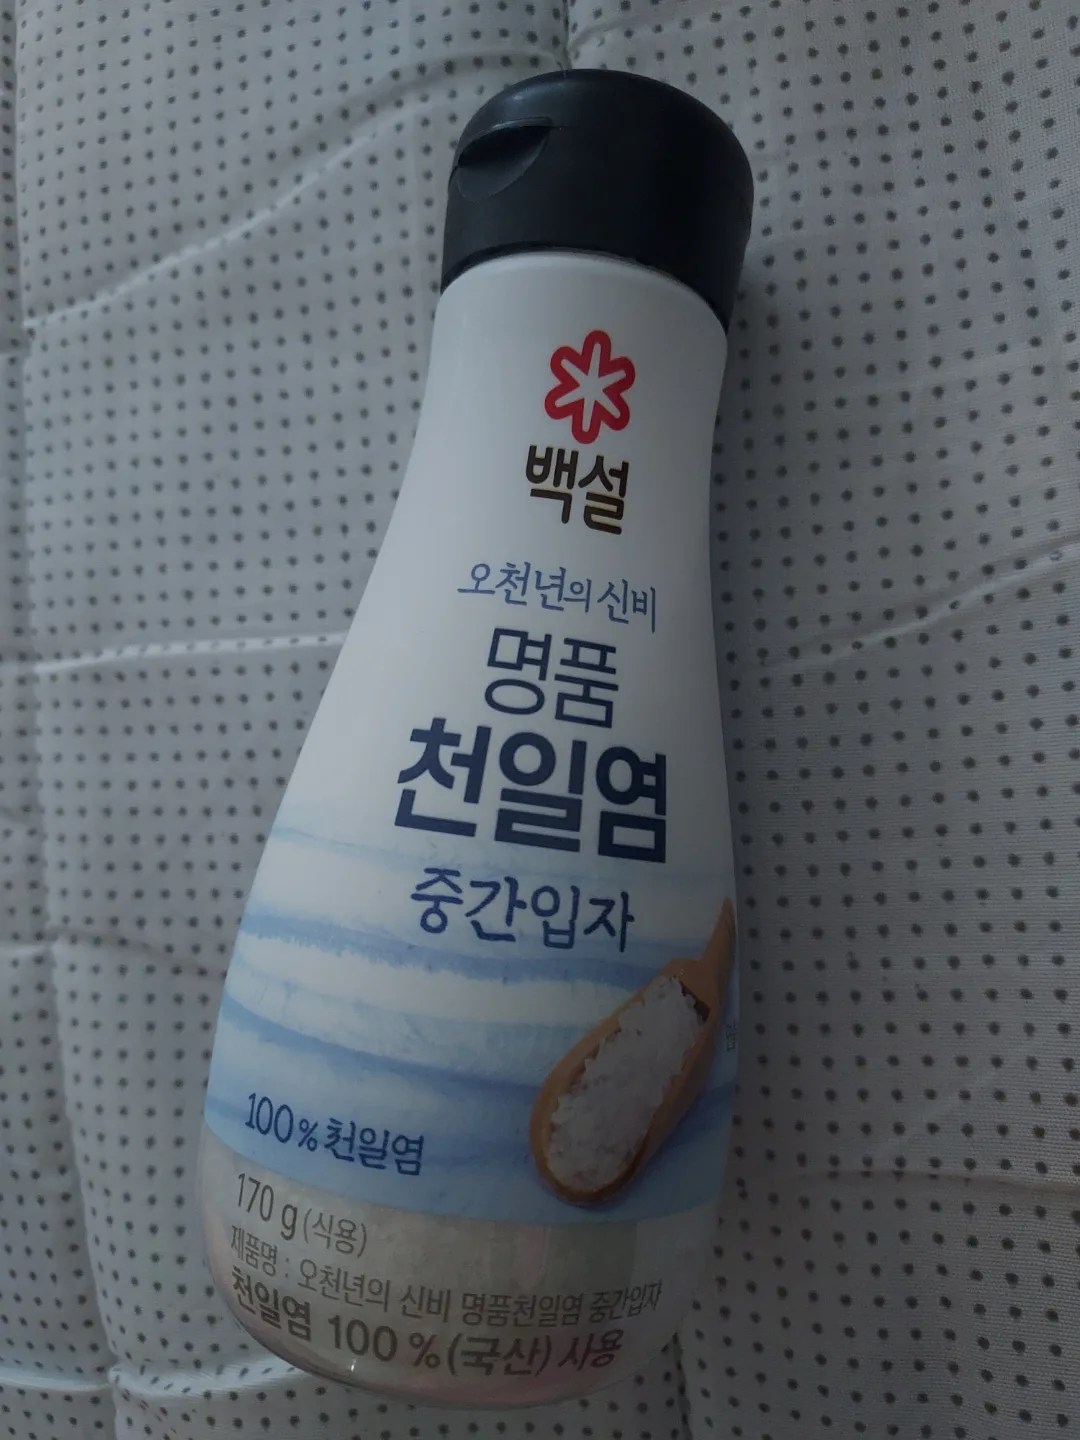 백설
오천년의 신비
명품
천일염
중간입자
100% 천일염
170 g (식용)
제품명 : 오천년의 신비 명품천일염 중간입자
천일염 100 % (국산) 사용